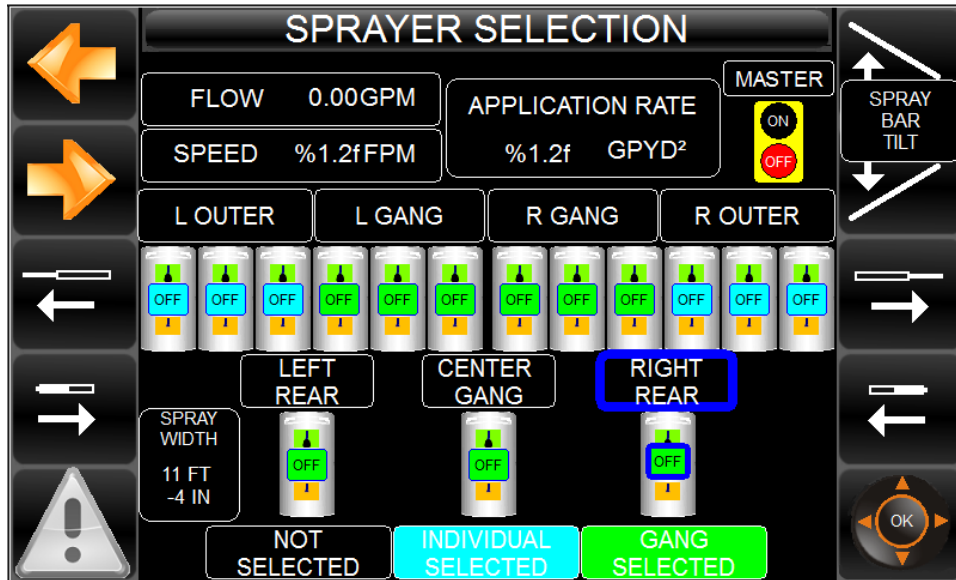 SPRAYER SELECTION
FLOW 0.00GPM
SPEED %1.2fFPM
APPLICATION RATE
%1.2f GPYD²
MASTER
ON
OFF
SPRAY
BAR
TILT
L OUTER L GANG R GANG R OUTER
OFF OFF OFF OFF OFF OFF OFF OFF OFF OFF OFF OFF
LEFT
REAR
CENTER
GANG
RIGHT
REAR
SPRAY
WIDTH
11 FT
-4 IN
OFF OFF OFF
OK
NOT
SELECTED
INDIVIDUAL
SELECTED
GANG
SELECTED